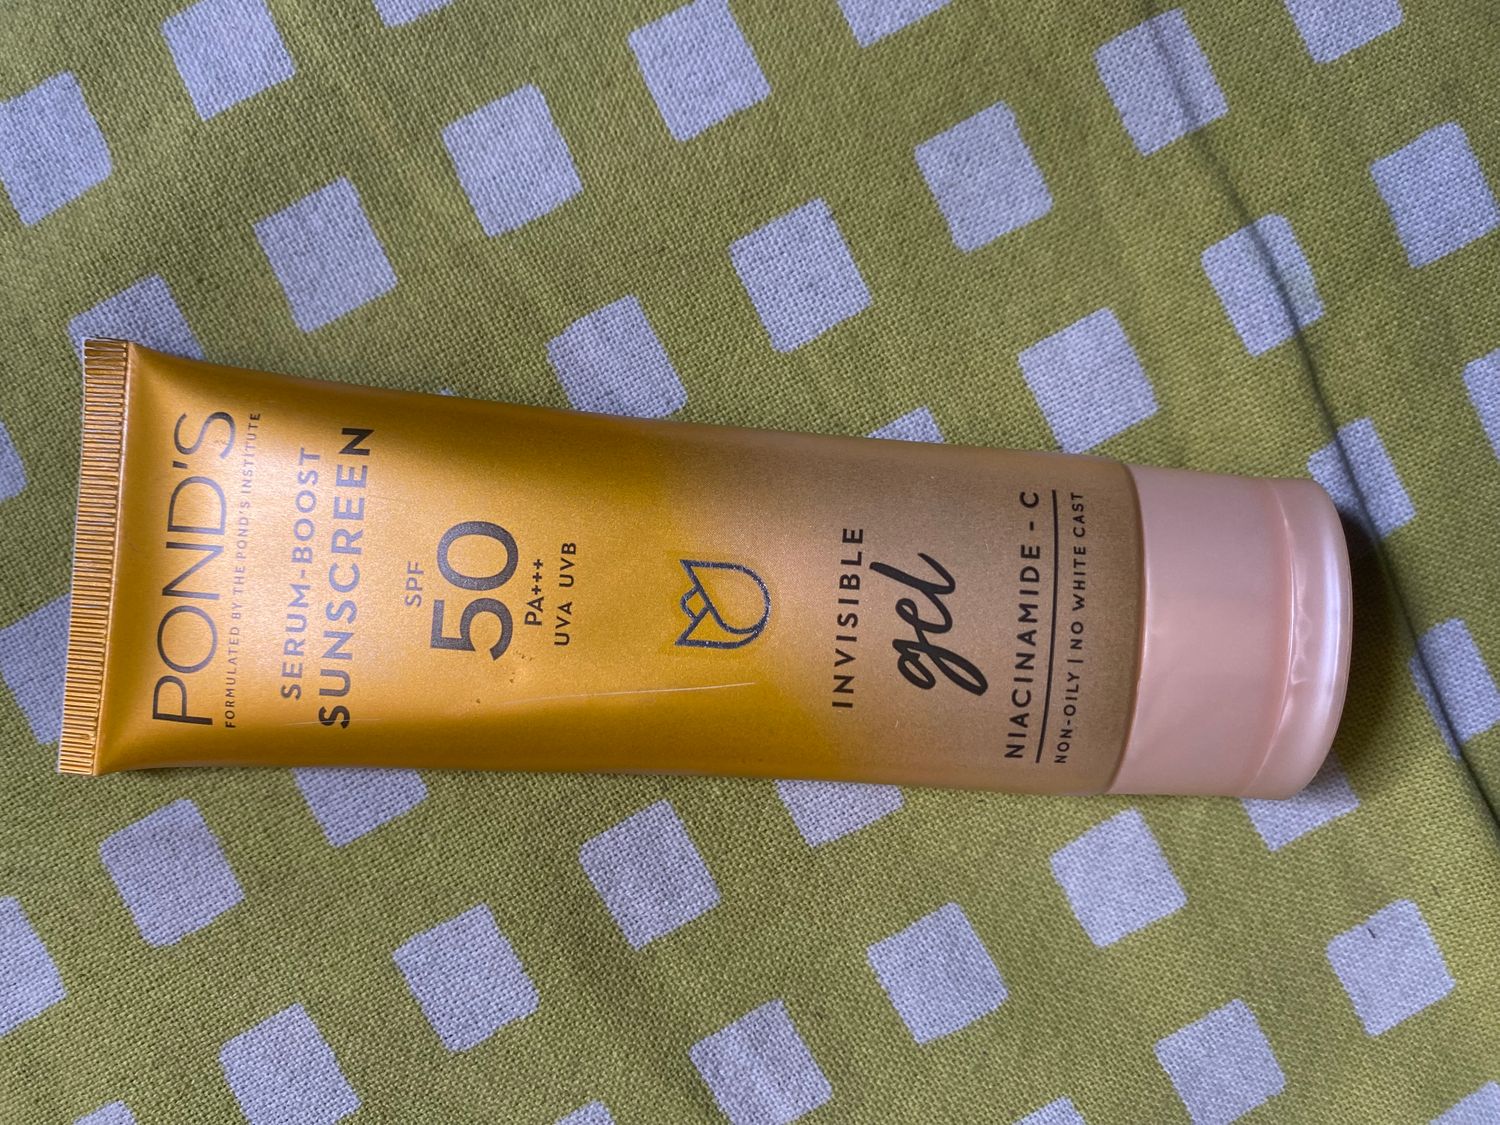 POND'S
FORMULATED BY THE POND'S INSTITUTE
SERUM-BOOST
SUNSCREEN
SPF
50
PA+++
UVA UVB
INVISIBLE
gel
NIACINAMIDE - C
NON-OILY | NO WHITE CAST